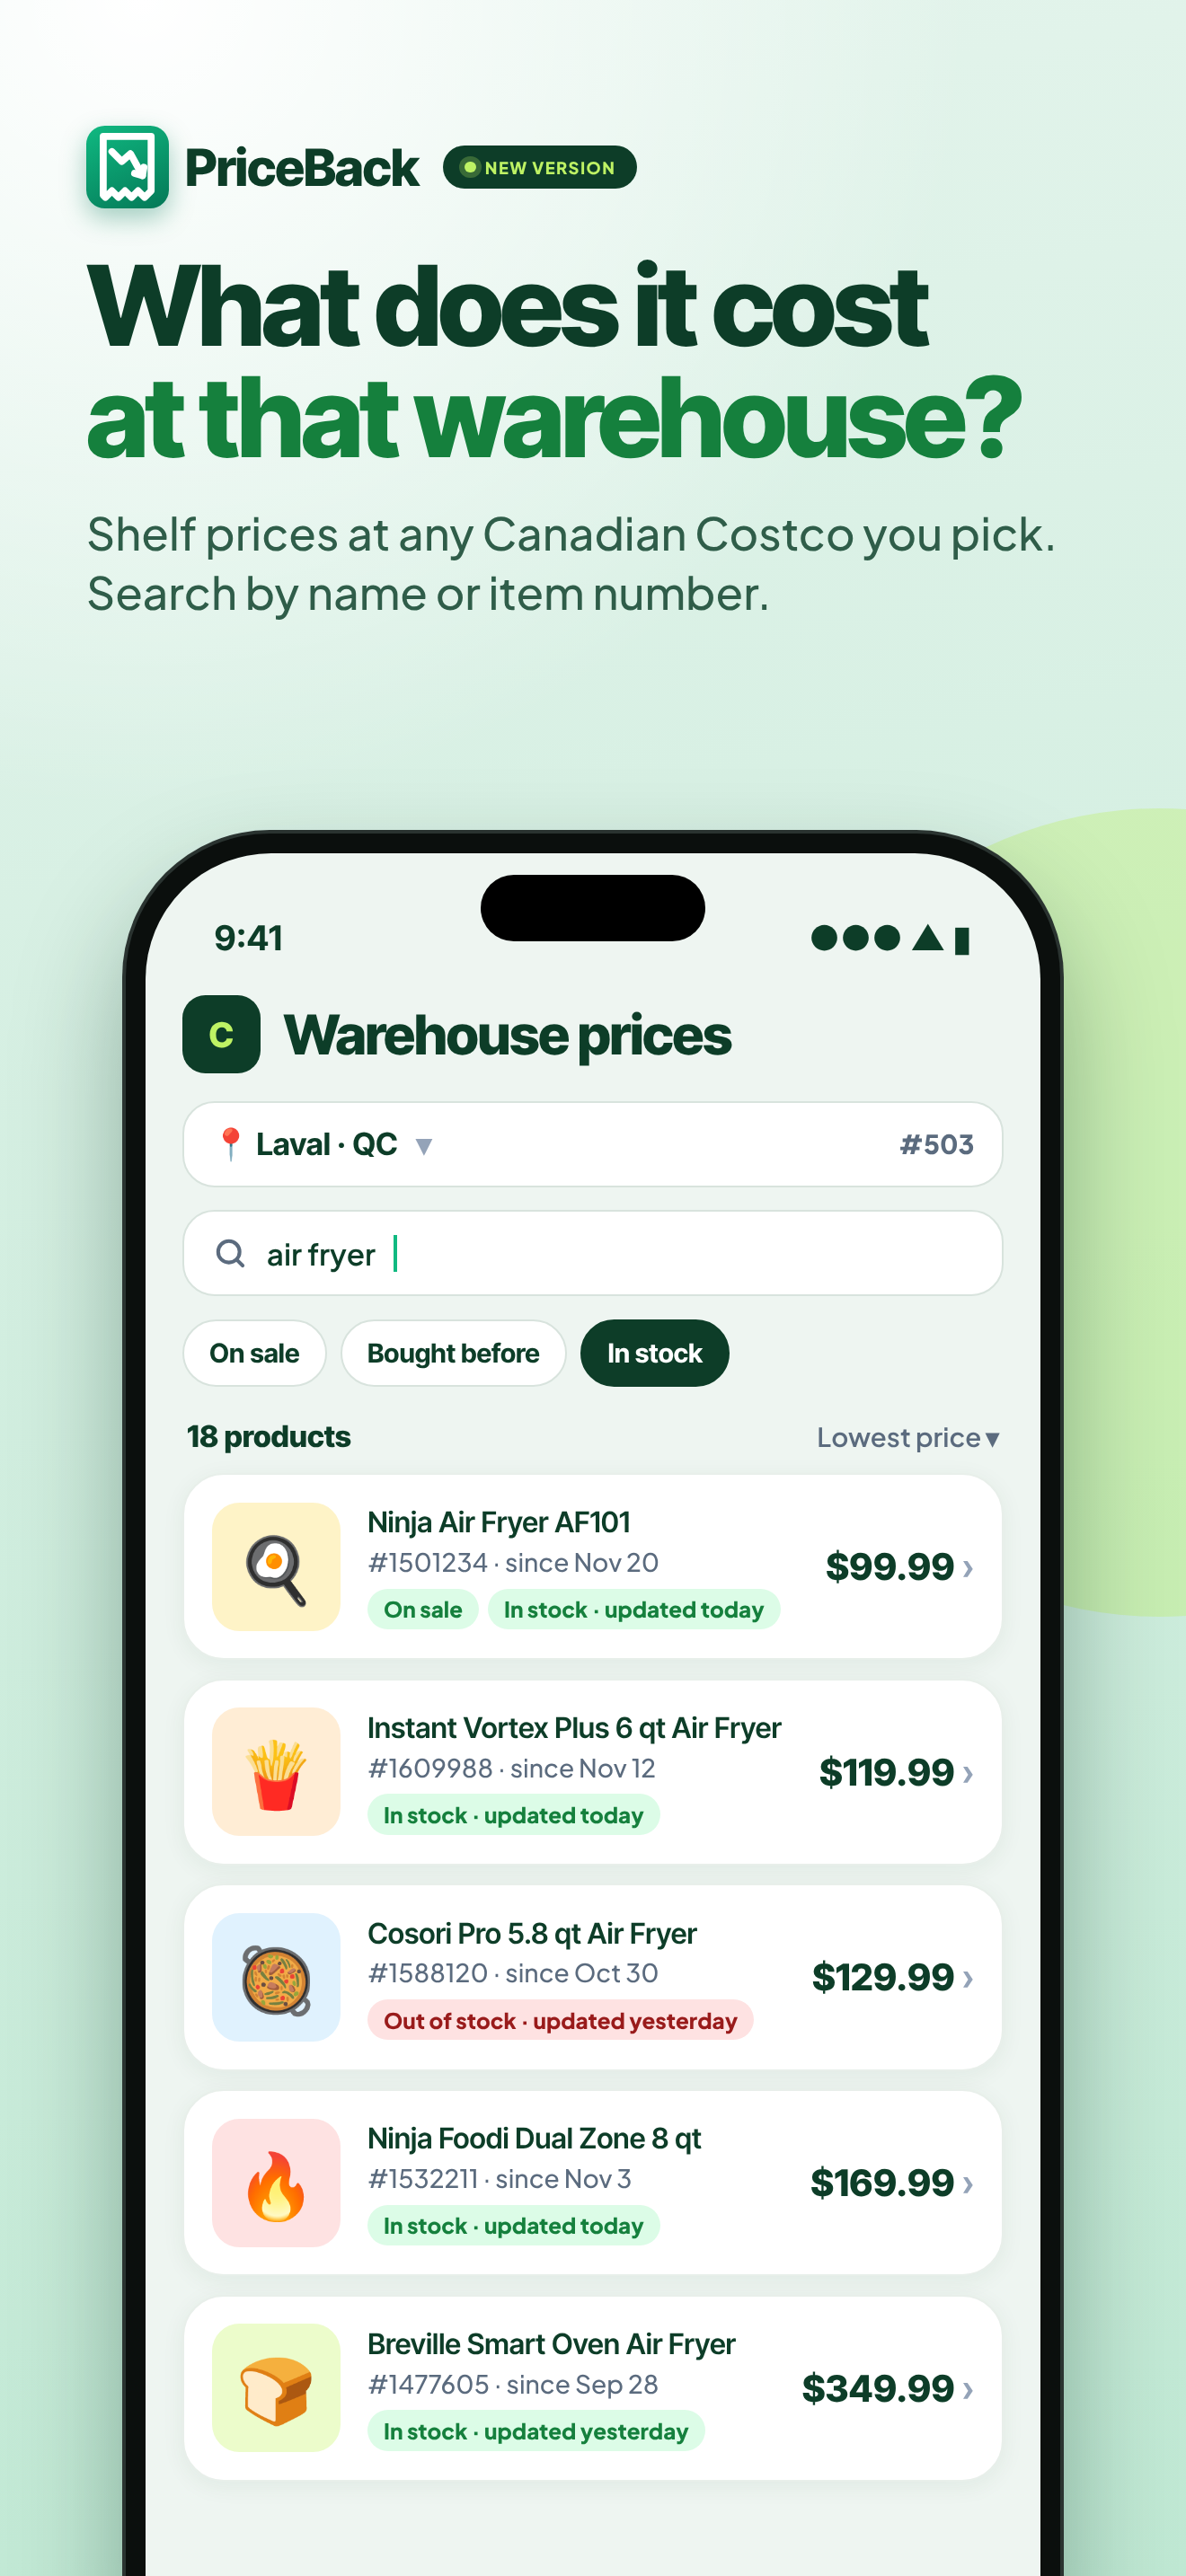 PriceBack
NEW VERSION
What does it cost
at that warehouse?
Shelf prices at any Canadian Costco you pick.
Search by name or item number.
9:41
C
Warehouse prices
Laval · QC ▼
#503
air fryer
On sale
Bought before
In stock
18 products
Lowest price ▾
Ninja Air Fryer AF101
#1501234 · since Nov 20
On sale
In stock · updated today
$99.99 ›
Instant Vortex Plus 6 qt Air Fryer
#1609988 · since Nov 12
In stock · updated today
$119.99 ›
Cosori Pro 5.8 qt Air Fryer
#1588120 · since Oct 30
Out of stock · updated yesterday
$129.99 ›
Ninja Foodi Dual Zone 8 qt
#1532211 · since Nov 3
In stock · updated today
$169.99 ›
Breville Smart Oven Air Fryer
#1477605 · since Sep 28
In stock · updated yesterday
$349.99 ›